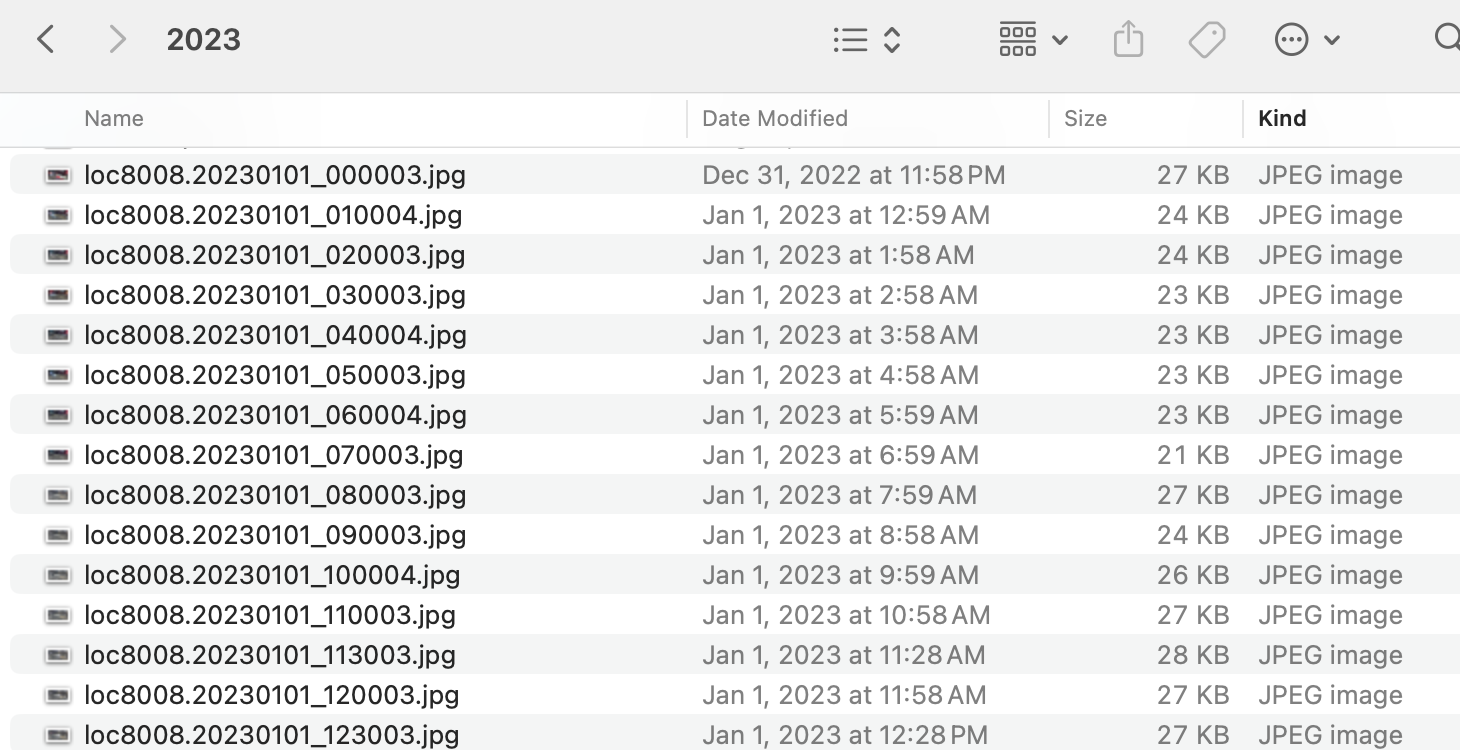 2023
Name Date Modified Size Kind
loc8008.20230101_000003.jpg Dec 31, 2022 at 11:58 PM 27 KB JPEG image
loc8008.20230101_010004.jpg Jan 1, 2023 at 12:59 AM 24 KB JPEG image
loc8008.20230101_020003.jpg Jan 1, 2023 at 1:58 AM 24 KB JPEG image
loc8008.20230101_030003.jpg Jan 1, 2023 at 2:58 AM 23 KB JPEG image
loc8008.20230101_040004.jpg Jan 1, 2023 at 3:58 AM 23 KB JPEG image
loc8008.20230101_050003.jpg Jan 1, 2023 at 4:58 AM 23 KB JPEG image
loc8008.20230101_060004.jpg Jan 1, 2023 at 5:59 AM 23 KB JPEG image
loc8008.20230101_070003.jpg Jan 1, 2023 at 6:59 AM 21 KB JPEG image
loc8008.20230101_080003.jpg Jan 1, 2023 at 7:59 AM 27 KB JPEG image
loc8008.20230101_090003.jpg Jan 1, 2023 at 8:58 AM 24 KB JPEG image
loc8008.20230101_100004.jpg Jan 1, 2023 at 9:59 AM 26 KB JPEG image
loc8008.20230101_110003.jpg Jan 1, 2023 at 10:58 AM 27 KB JPEG image
loc8008.20230101_113003.jpg Jan 1, 2023 at 11:28 AM 28 KB JPEG image
loc8008.20230101_120003.jpg Jan 1, 2023 at 11:58 AM 27 KB JPEG image
loc8008.20230101_123003.jpg Jan 1, 2023 at 12:28 PM 27 KB JPEG image